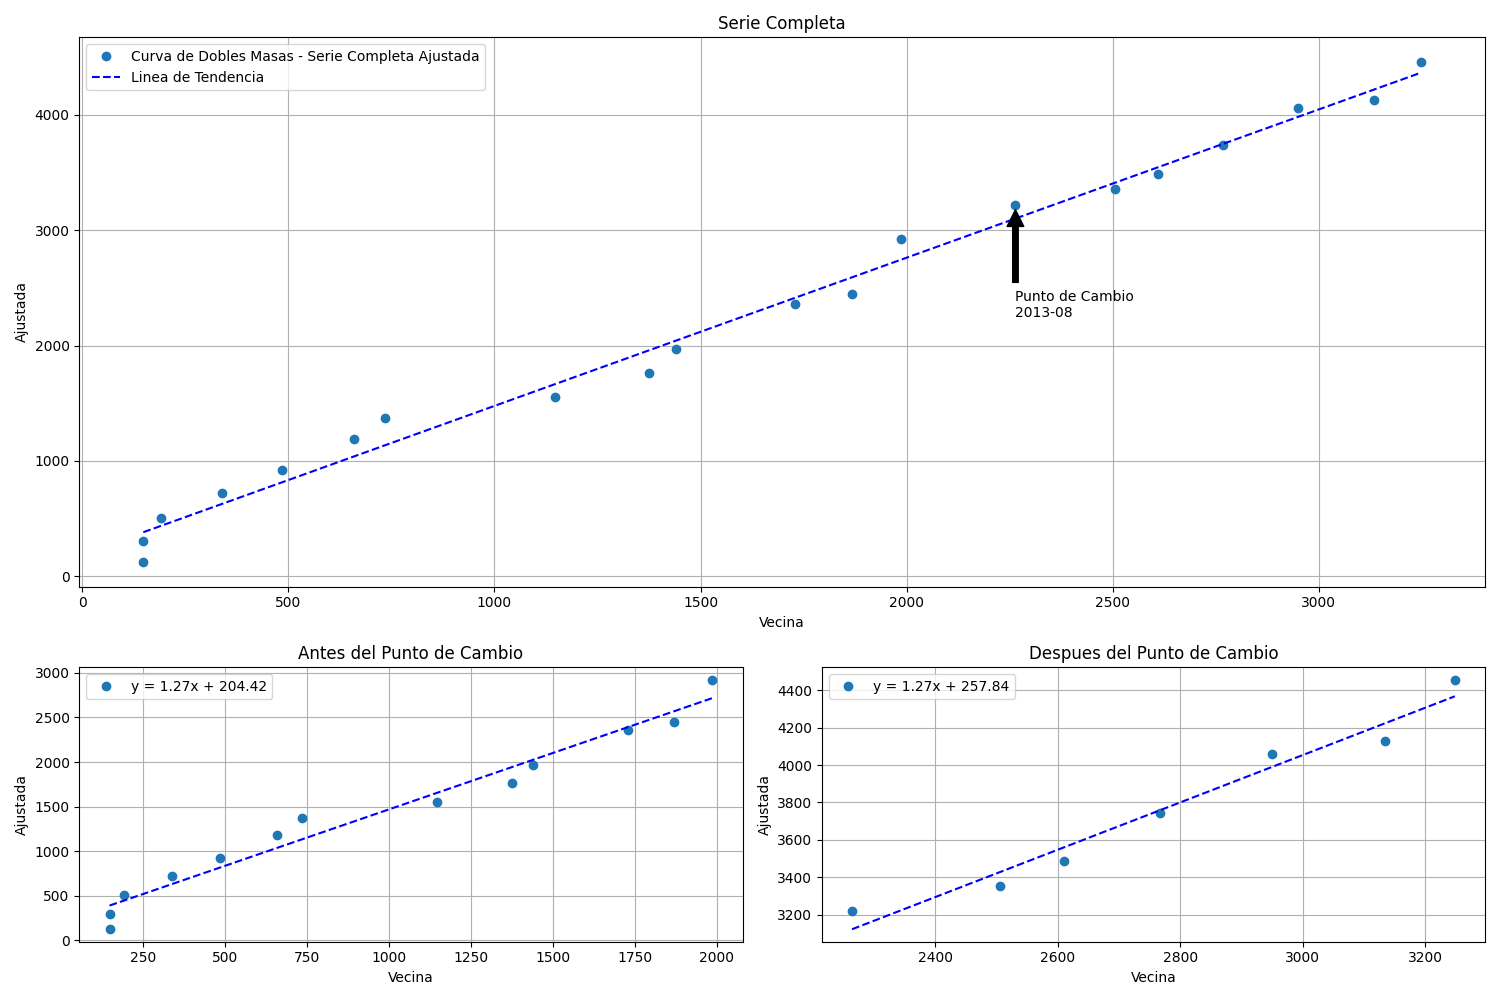 Serie Completa
Curva de Dobles Masas - Serie Completa Ajustada
Linea de Tendencia
4000
3000
2000
1000
0
Ajustada
Punto de Cambio
2013-08
0 500 1000 1500 2000 2500 3000
Vecina
Antes del Punto de Cambio
y = 1.27x + 204.42
3000
2500
2000
1500
1000
500
0
Ajustada
250 500 750 1000 1250 1500 1750 2000
Vecina
Despues del Punto de Cambio
y = 1.27x + 257.84
4400
4200
4000
3800
3600
3400
3200
Ajustada
2400 2600 2800 3000 3200
Vecina